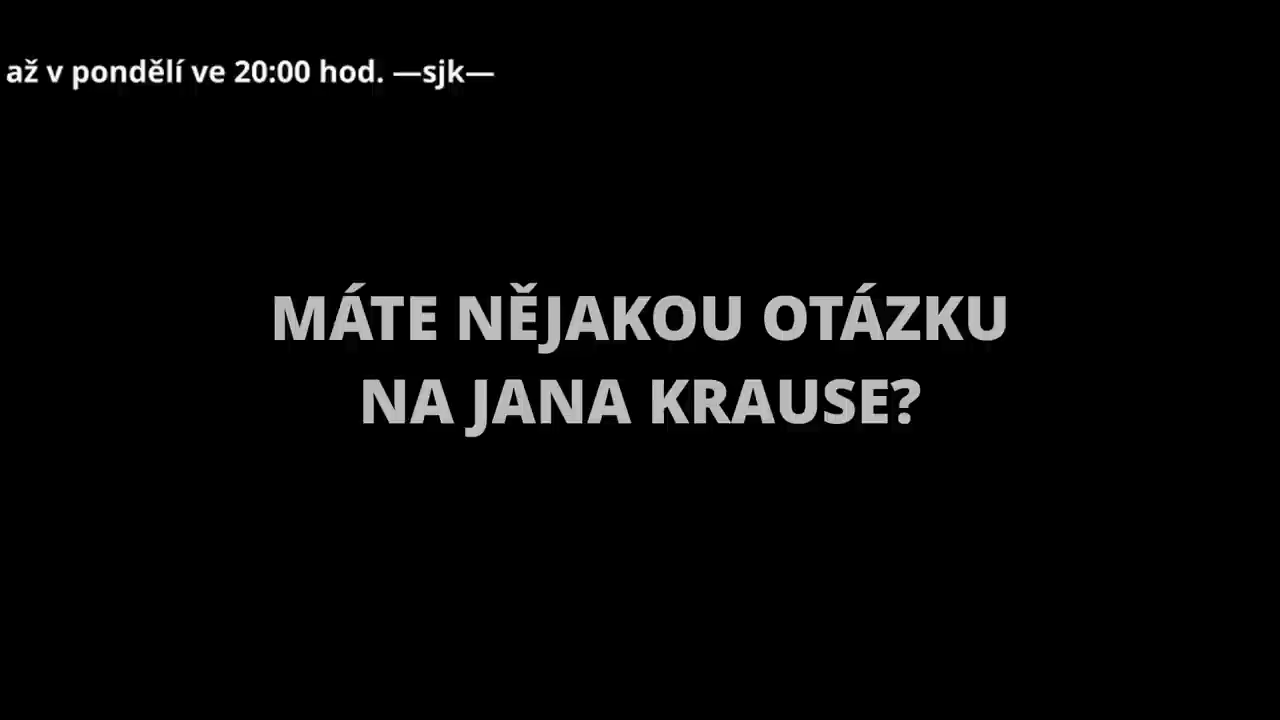 až v pondělí ve 20:00 hod. —sjk—
MÁTE NĚJAKOU OTÁZKU
NA JANA KRAUSE?